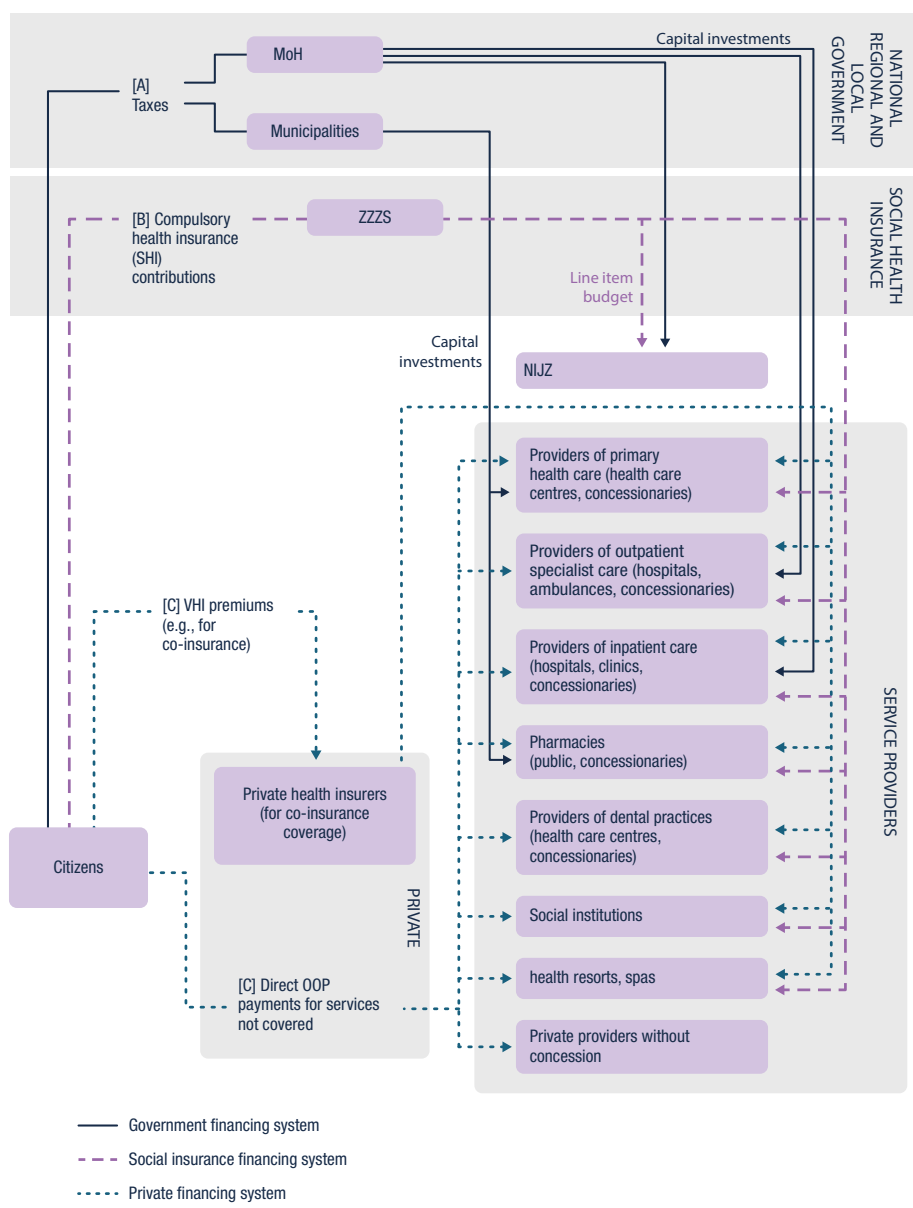 MoH
Capital investments
[A]
Taxes
Municipalities
NATIONAL
REGIONAL AND
LOCAL
GOVERNMENT
[B] Compulsory
health insurance
(SHI)
contributions
ZZZS
Line item
budget
SOCIAL HEALTH
INSURANCE
Capital
investments
NIJZ
Providers of primary
health care (health care
centres, concessionaries)
Providers of outpatient
specialist care (hospitals,
ambulances, concessionaries)
[C] VHI premiums
(e.g., for
co-insurance)
Providers of inpatient care
(hospitals, clinics,
concessionaries)
Pharmacies
(public, concessionaries)
SERVICE PROVIDERS
Private health insurers
(for co-insurance
coverage)
Providers of dental practices
(health care centres,
concessionaries)
Citizens
PRIVATE
Social institutions
[C] Direct OOP
payments for services
not covered
health resorts, spas
Private providers without
concession
Government financing system
Social insurance financing system
Private financing system